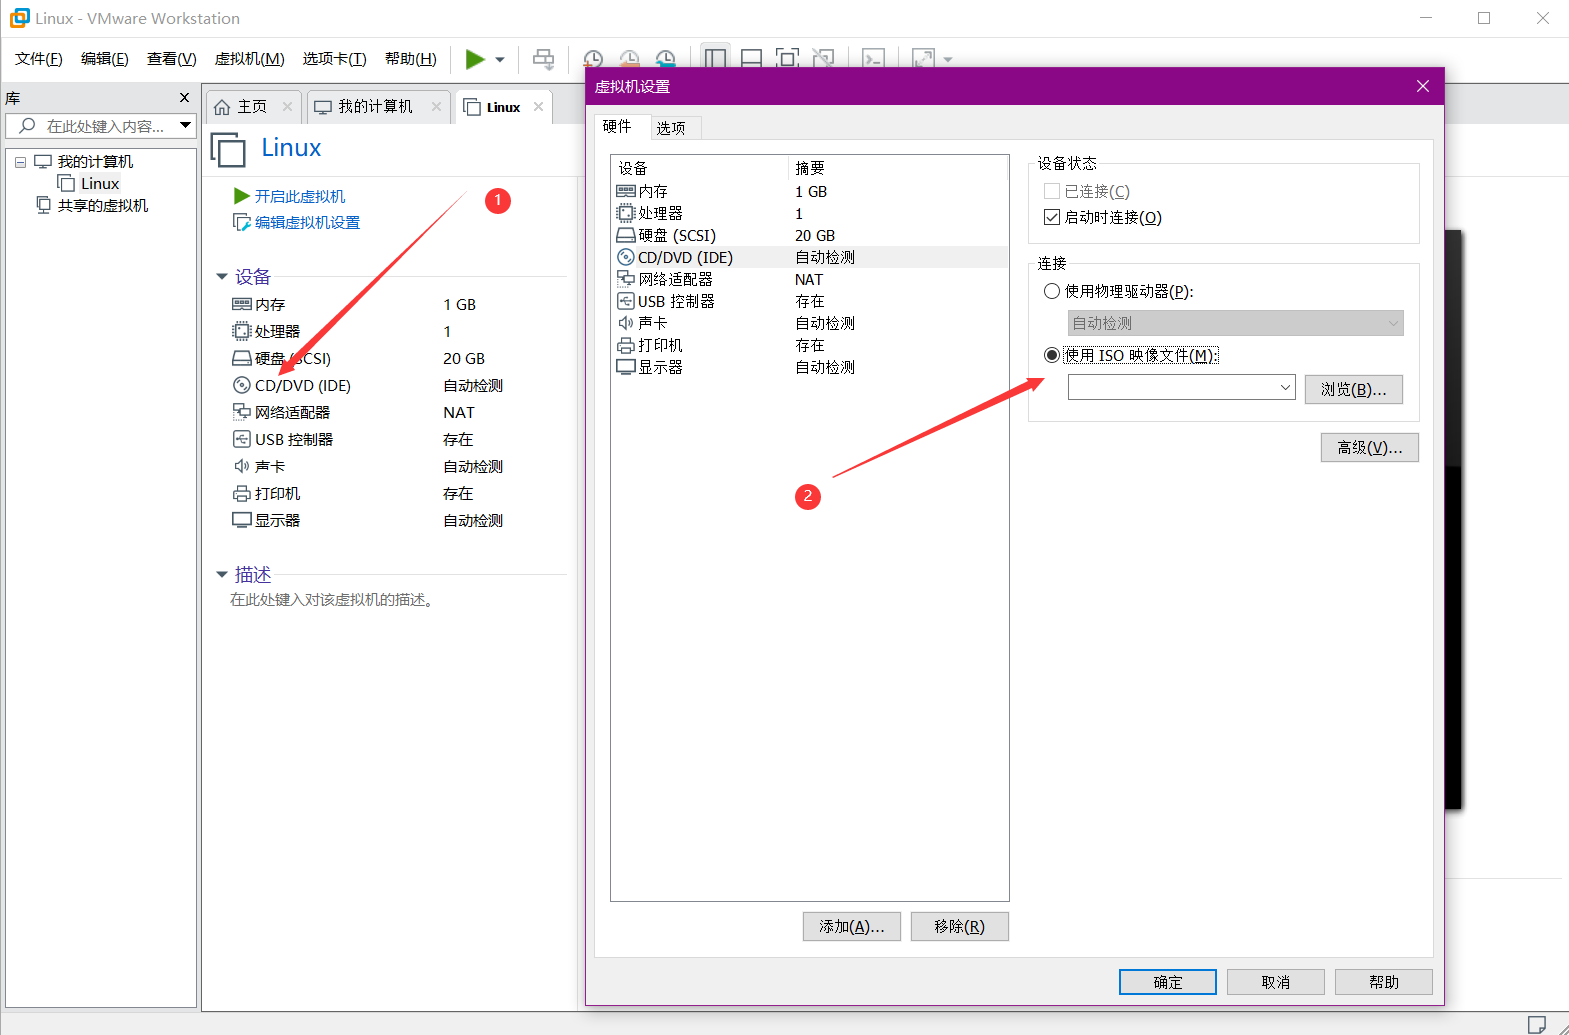 Linux - VMware Workstation
文件(F) 编辑(E) 查看(V) 虚拟机(M) 选项卡(T) 帮助(H)
库
在此处键入内容...
我的计算机
Linux
共享的虚拟机
主页 我的计算机 Linux
Linux
开启此虚拟机
编辑虚拟机设置
1
设备
内存 1 GB
处理器 1
硬盘 (SCSI) 20 GB
CD/DVD (IDE) 自动检测
网络适配器 NAT
USB 控制器 存在
声卡 自动检测
打印机 存在
显示器 自动检测
描述
在此处键入对该虚拟机的描述。
虚拟机设置
硬件 选项
设备 摘要
内存 1 GB
处理器 1
硬盘 (SCSI) 20 GB
CD/DVD (IDE) 自动检测
网络适配器 NAT
USB 控制器 存在
声卡 自动检测
打印机 存在
显示器 自动检测
2
添加(A)... 移除(R)
设备状态
已连接(C)
启动时连接(O)
连接
使用物理驱动器(P):
自动检测
使用 ISO 映像文件(M):
浏览(B)...
高级(V)...
确定 取消 帮助